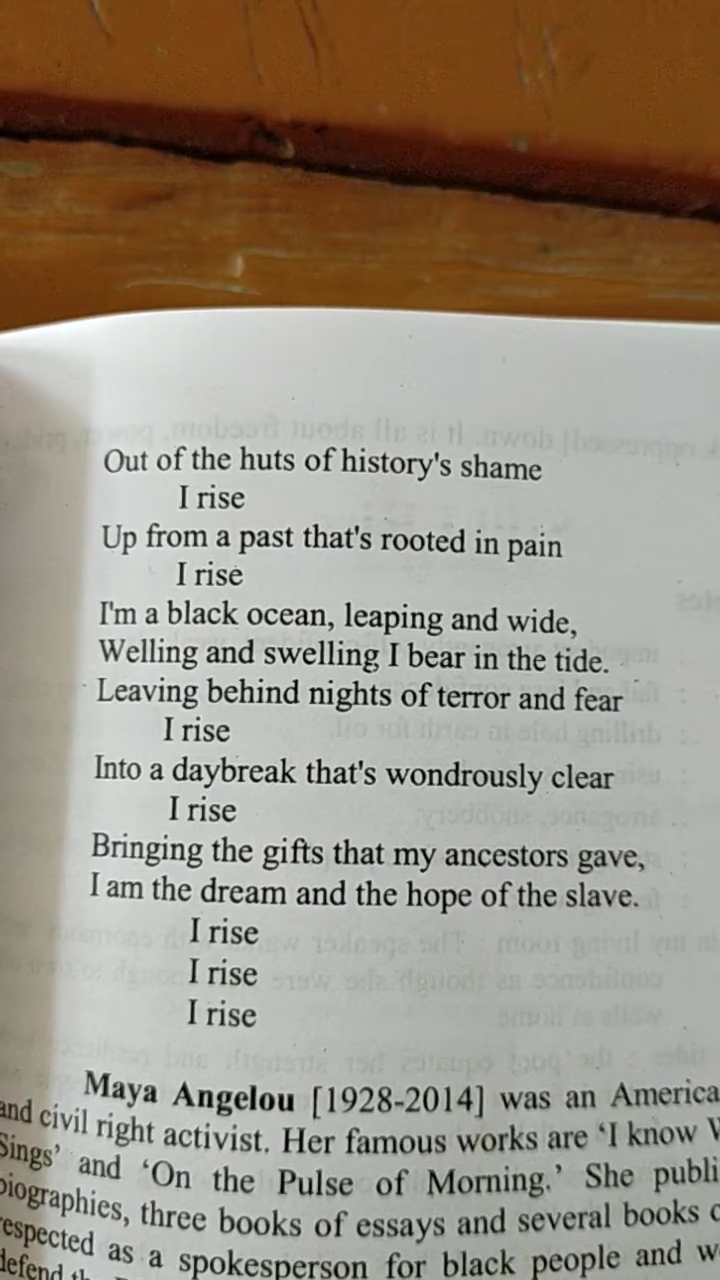 Out of the huts of history's shame
I rise
Up from a past that's rooted in pain
I rise
I'm a black ocean, leaping and wide,
Welling and swelling I bear in the tide.
Leaving behind nights of terror and fear
I rise
Into a daybreak that's wondrously clear
I rise
Bringing the gifts that my ancestors gave,
I am the dream and the hope of the slave.
I rise
I rise
I rise
Maya Angelou [1928-2014] was an America
and civil right activist. Her famous works are ‘I know
Sings’ and ‘On the Pulse of Morning.’ She publi
biographies, three books of essays and several books
respected as a spokesperson for black people and w
defend